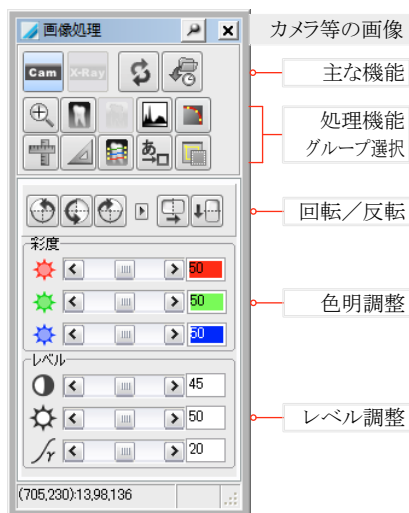 画像処理
カメラ等の画像
Cam
X-Ray
主な機能
処理機能
グループ選択
あ
回転／反転
彩度
50
50
50
色明調整
レベル
45
50
20
レベル調整
(705,230):13,98,136